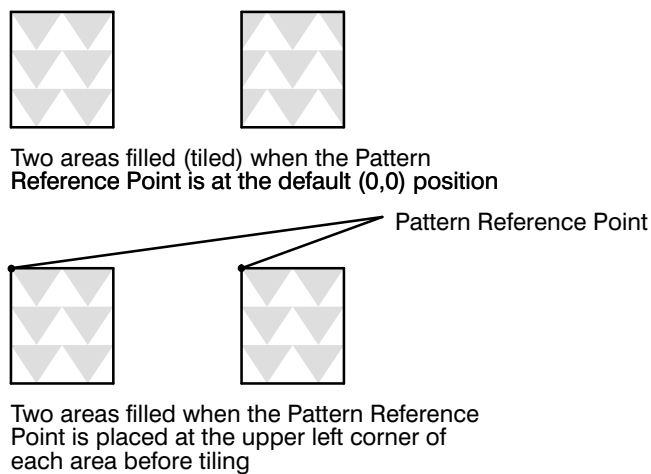 Two areas filled (tiled) when the Pattern
Reference Point is at the default (0,0) position
Pattern Reference Point
Two areas filled when the Pattern Reference
Point is placed at the upper left corner of
each area before tiling